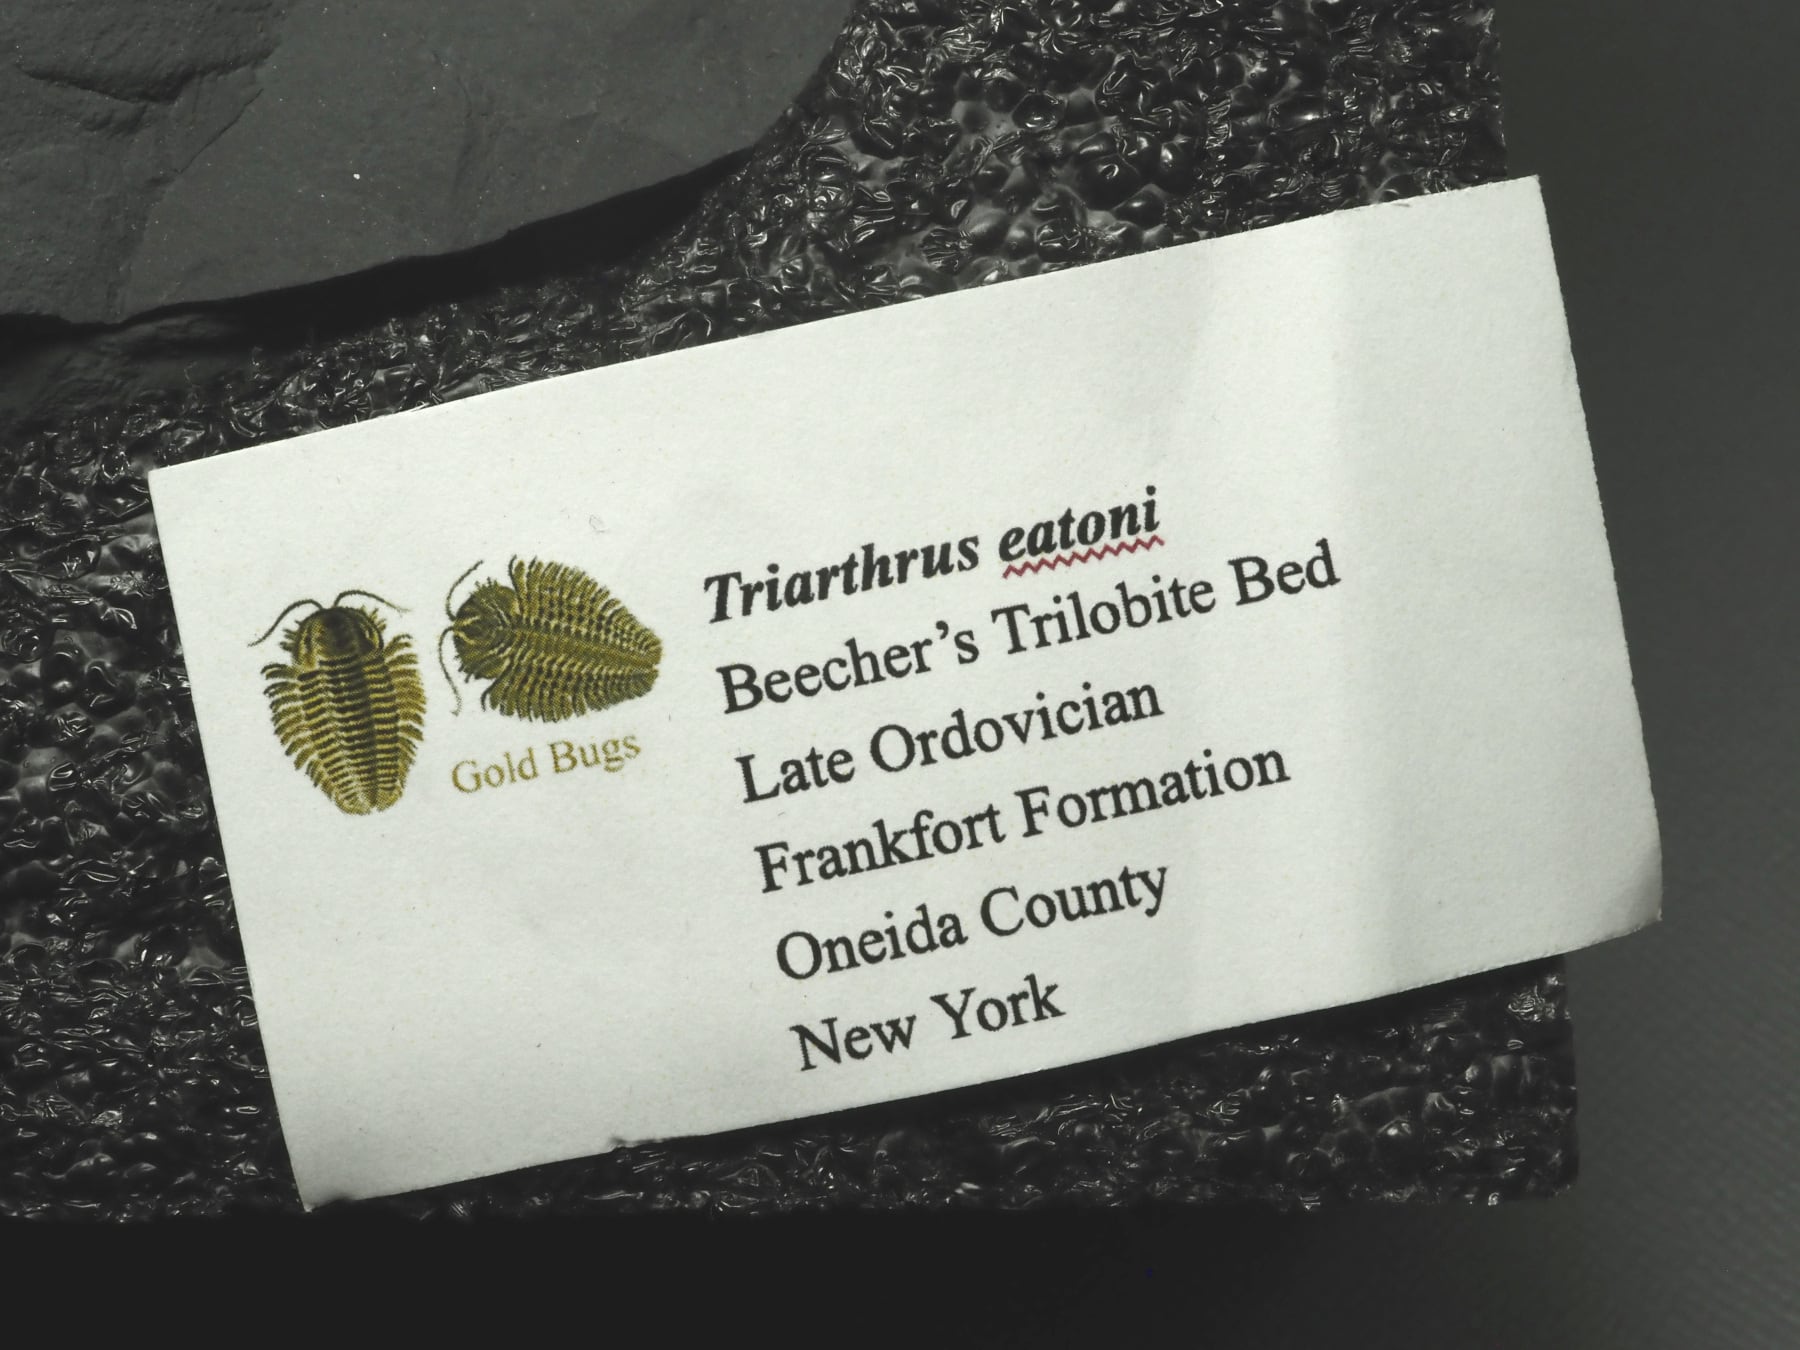 Triarthrus eatoni
Beecher’s Trilobite Bed
Late Ordovician
Frankfort Formation
Oneida County
New York
Gold Bugs